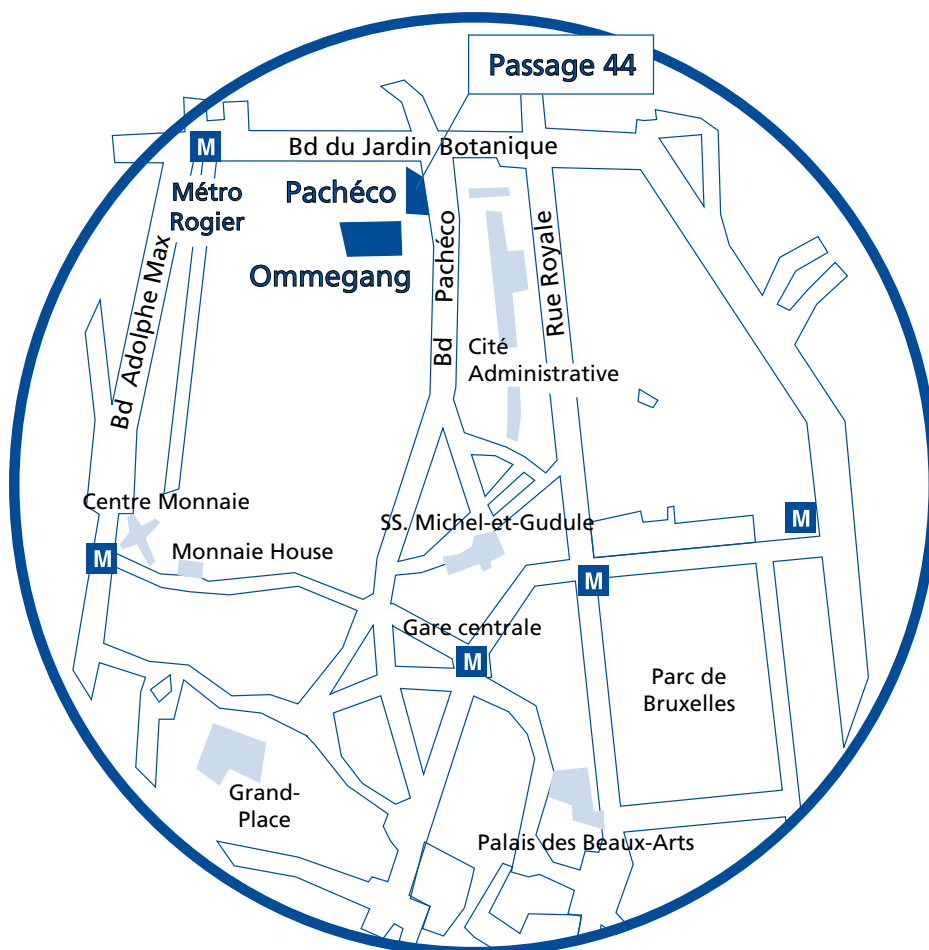 Passage 44
M
Bd du Jardin Botanique
Métro
Rogier
Pachéco
Ommegang
Bd Adolphe Max
Bd Pachéco
Rue Royale
Cité
Administrative
Centre Monnaie
SS. Michel-et-Gudule
M
M
Monnaie House
M
Gare centrale
M
Parc de
Bruxelles
Grand-
Place
Palais des Beaux-Arts